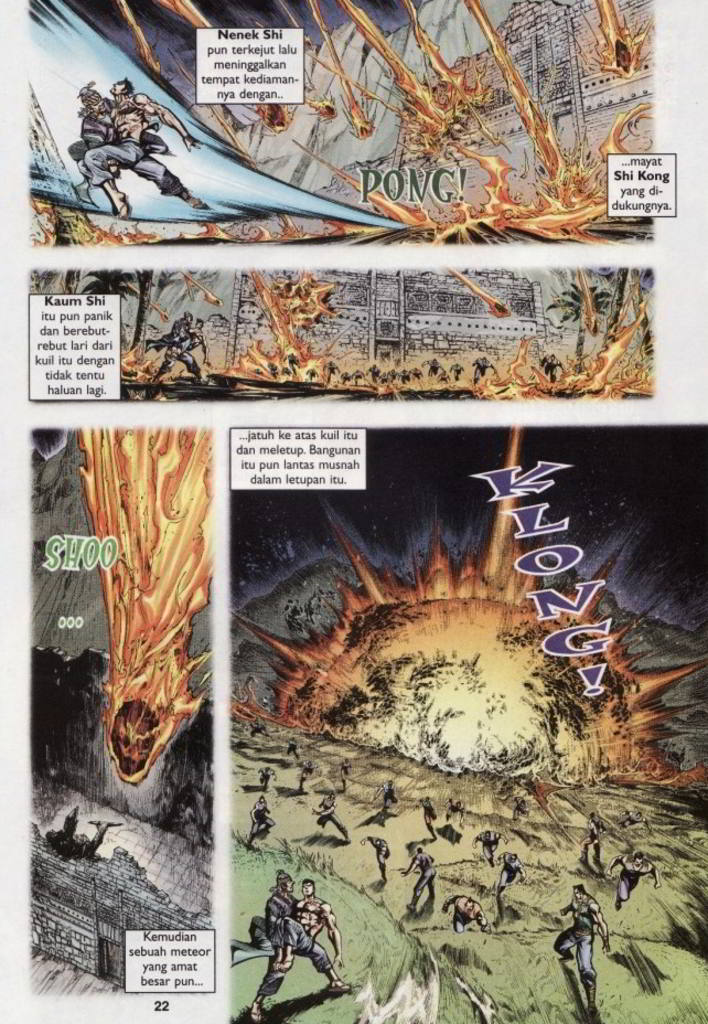 Nenek Shi
pun terkejut lalu
meninggalkan
tempat kediaman-
nya dengan..
PONG!
...mayat
Shi Kong
yang di-
dukungnya.
Kaum Shi
itu pun panik
dan berebut-
rebut lari dari
kuil itu dengan
tidak tentu
haluan lagi.
SHOO
...
Kemudian
sebuah meteor
yang amat
besar pun...
...jatuh ke atas kuil itu
dan meletup. Bangunan
itu pun lantas musnah
dalam letupan itu.
KLONG!
22